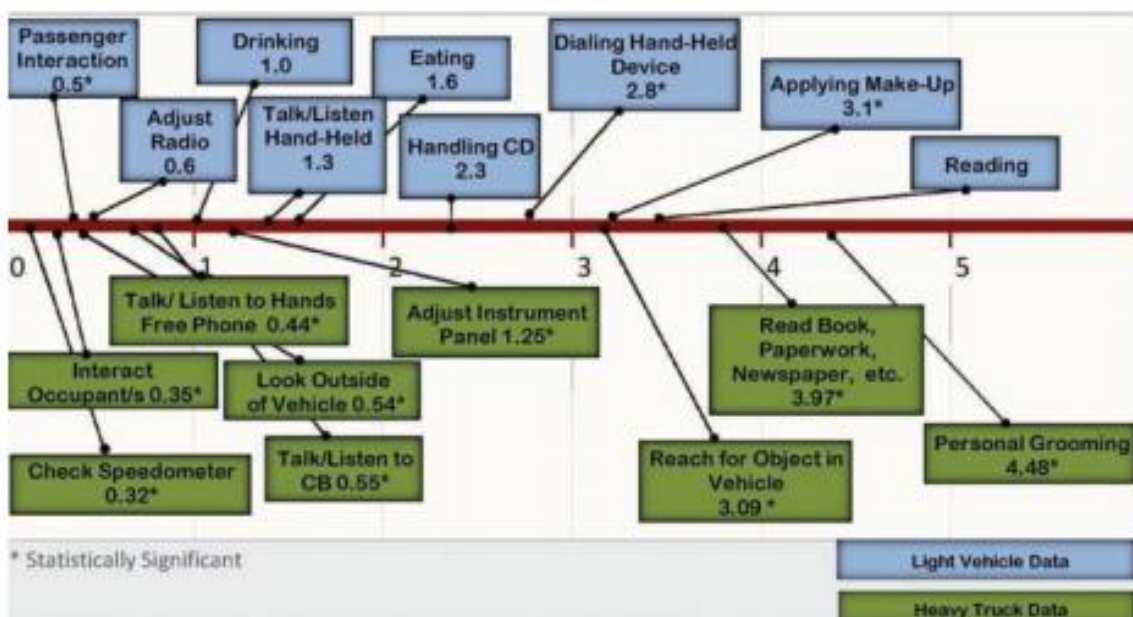 Passenger
Interaction
0.5*
Drinking
1.0
Adjust
Radio
0.6
Talk/Listen
Hand-Held
1.3
Eating
1.6
Handling CD
2.3
Dialing Hand-Held
Device
2.8*
Applying Make-Up
3.1*
Reading
0
1
2
3
4
5
Talk/ Listen to Hands
Free Phone 0.44*
Adjust Instrument
Panel 1.25*
Interact
Occupant/s 0.35*
Look Outside
of Vehicle 0.54*
Read Book,
Paperwork,
Newspaper, etc.
3.97*
Check Speedometer
0.32*
Talk/Listen to
CB 0.55*
Reach for Object in
Vehicle
3.09 *
Personal Grooming
4.48*
* Statistically Significant
Light Vehicle Data
Heavy Truck Data